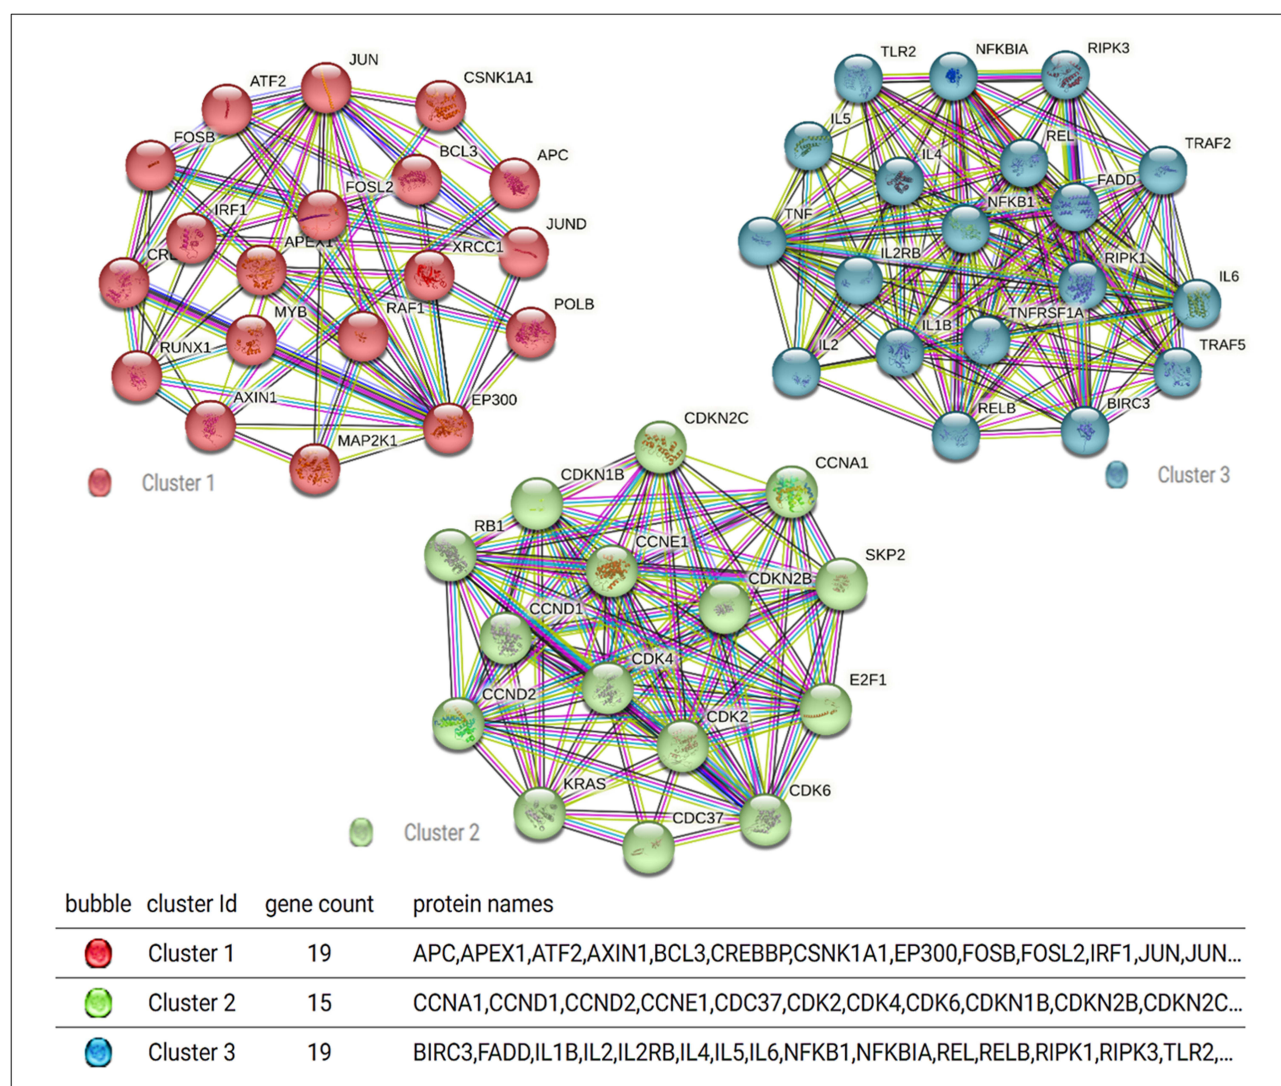 JUN
ATF2
CSNK1A1
FOSB
BCL3
APC
FOSL2
IRF1
JUND
APEX1
XRCC1
MYB
RAF1
POLB
RUNX1
AXIN1
EP300
MAP2K1
Cluster 1
TLR2
NFKBIA
RIPK3
IL5
REL
TRAF2
IL4
FADD
TNF
NFKB1
IL2RB
RIPK1
IL6
TNFRSF1A
IL1B
IL2
TRAF5
RELB
BIRC3
Cluster 3
CDKN2C
CDKN1B
CCNA1
RB1
CCNE1
SKP2
CDKN2B
CCND1
CDK4
E2F1
CCND2
CDK2
KRAS
CDK6
CDC37
Cluster 2
bubble cluster Id gene count protein names
Cluster 1 19 APC,APEX1,ATF2,AXIN1,BCL3,CREBBP,CSNK1A1,EP300,FOSB,FOSL2,IRF1,JUN,JUN...
Cluster 2 15 CCNA1,CCND1,CCND2,CCNE1,CDC37,CDK2,CDK4,CDK6,CDKN1B,CDKN2B,CDKN2C...
Cluster 3 19 BIRC3,FADD,IL1B,IL2,IL2RB,IL4,IL5,IL6,NFKB1,NFKBIA,REL,RELB,RIPK1,RIPK3,TLR2,...